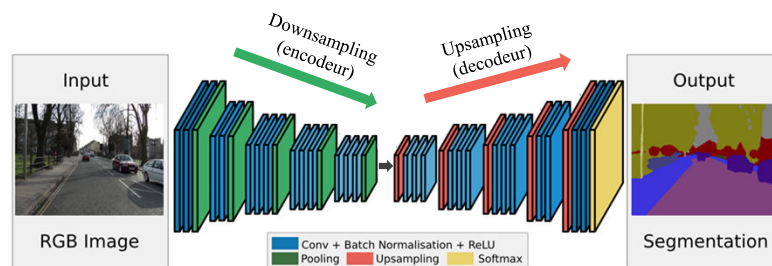 Downsampling
(encodeur)
Upsampling
(decodeur)
Input
Output
RGB Image
Segmentation
Conv + Batch Normalisation + ReLU
Pooling
Upsampling
Softmax